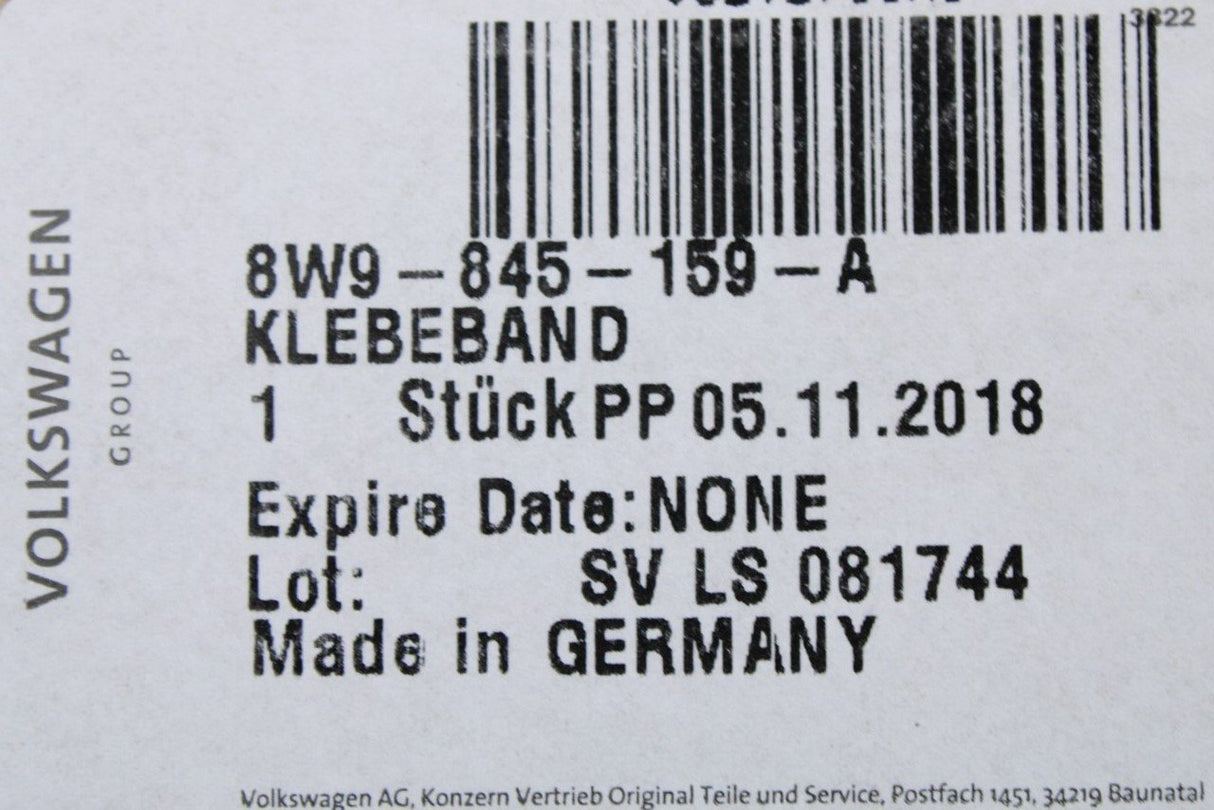 3822
8W9-845-159-A
KLEBEBAND
1 Stück PP 05.11.2018
Expire Date:NONE
Lot: SV LS 081744
Made in GERMANY
VOLKSWAGEN
GROUP
Volkswagen AG, Konzern Vertrieb Original Teile und Service, Postfach 1451, 34219 Baunatal